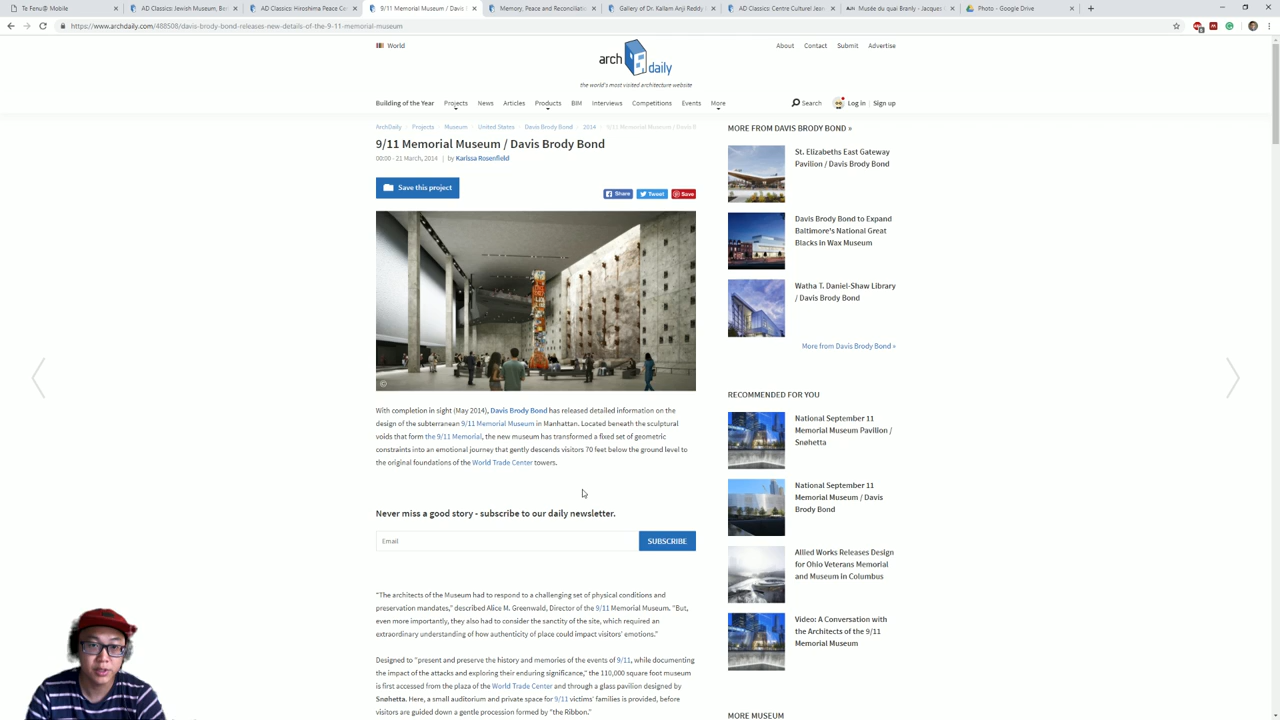 Te Fenu@ Mobile
AD Classics: Jewish Museum, Ber
AD Classics: Hiroshima Peace Ce
9/11 Memorial Museum / Davis B
Memory, Peace and Reconciliatio
Gallery of Dr. Kallam Anji Reddy
AD Classics: Centre Culturel Jean
Musée du quai Branly - Jacques
Photo - Google Drive
https://www.archdaily.com/488508/davis-brody-bond-releases-new-details-of-the-9-11-memorial-museum
World
arch daily
the world's most visited architecture website
About
Contact
Submit
Advertise
Building of the Year
Projects
News
Articles
Products
BIM
Interviews
Competitions
Events
More
Search
Log in | Sign up
ArchDaily
Projects
Museum
United States
Davis Brody Bond
2014
9/11 Memorial Museum / Davis B
9/11 Memorial Museum / Davis Brody Bond
00:00 - 21 March, 2014 | by Karissa Rosenfield
Save this project
Share
Tweet
Save
©
With completion in sight (May 2014), Davis Brody Bond has released detailed information on the
design of the subterranean 9/11 Memorial Museum in Manhattan. Located beneath the sculptural
voids that form the 9/11 Memorial, the new museum has transformed a fixed set of geometric
constraints into an emotional journey that gently descends visitors 70 feet below the ground level to
the original foundations of the World Trade Center towers.
Never miss a good story - subscribe to our daily newsletter.
Email
SUBSCRIBE
"The architects of the Museum had to respond to a challenging set of physical conditions and
preservation mandates," described Alice M. Greenwald, Director of the 9/11 Memorial Museum. "But,
even more importantly, they also had to consider the sanctity of the site, which required an
extraordinary understanding of how authenticity of place could impact visitors' emotions."
Designed to "present and preserve the history and memories of the events of 9/11, while documenting
the impact of the attacks and exploring their enduring significance," the 110,000 square foot museum
is first accessed from the plaza of the World Trade Center and through a glass pavilion designed by
Snøhetta. Here, a small auditorium and private space for 9/11 victims' families is provided, before
visitors are guided down a gentle procession formed by "the Ribbon."
MORE FROM DAVIS BRODY BOND »
St. Elizabeths East Gateway
Pavilion / Davis Brody Bond
Davis Brody Bond to Expand
Baltimore's National Great
Blacks in Wax Museum
Watha T. Daniel-Shaw Library
/ Davis Brody Bond
More from Davis Brody Bond »
RECOMMENDED FOR YOU
National September 11
Memorial Museum Pavilion /
Snøhetta
National September 11
Memorial Museum / Davis
Brody Bond
Allied Works Releases Design
for Ohio Veterans Memorial
and Museum in Columbus
Video: A Conversation with
the Architects of the 9/11
Memorial Museum
MORE MUSEUM